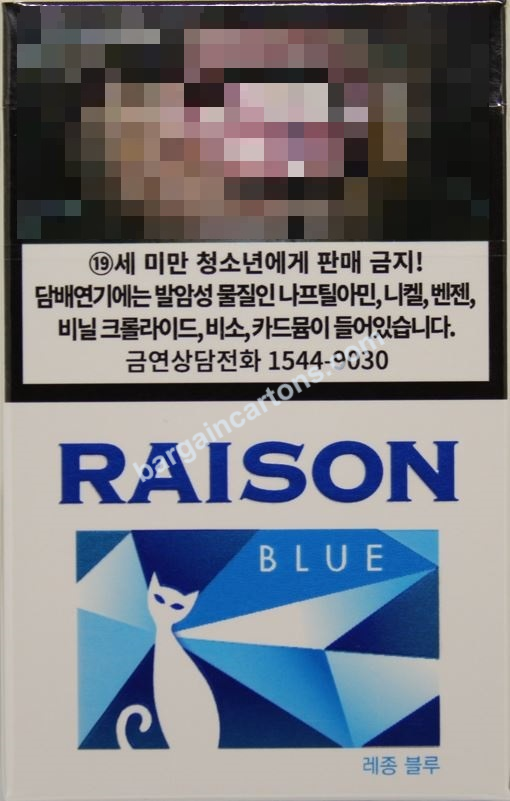 ⑲세 미만 청소년에게 판매 금지!
담배연기에는 발암성 물질인 나프틸아민, 니켈, 벤젠,
비닐 크롤라이드, 비소, 카드뮴이 들어있습니다.
금연상담전화 1544-9030
bargaincartons.com
RAISON
BLUE
레종 블루